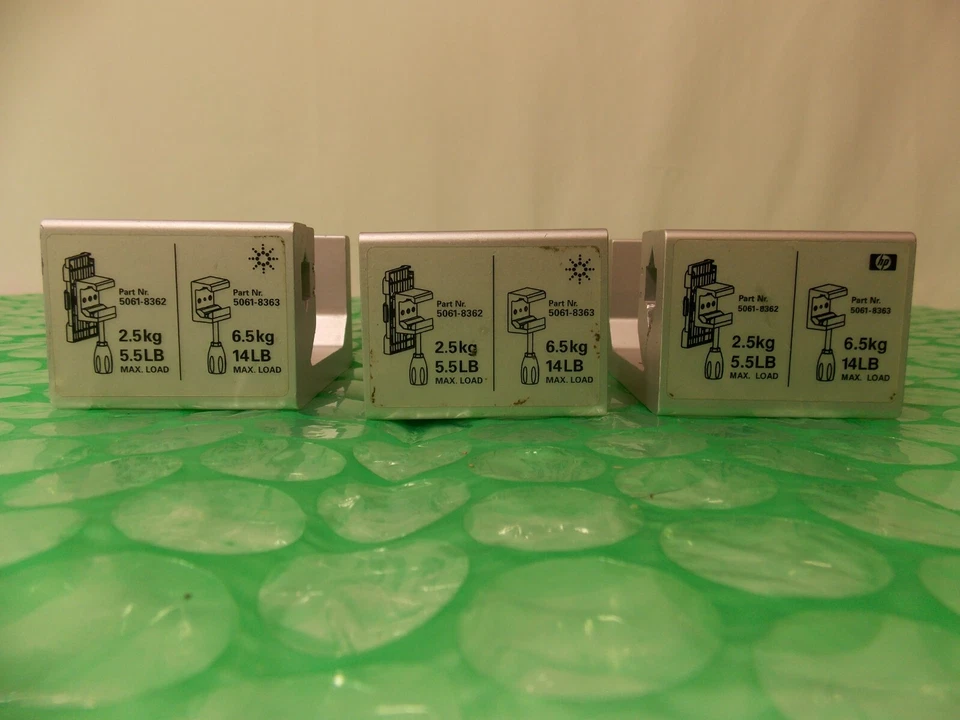 Part Nr.
5061-8362
2.5kg
5.5LB
MAX. LOAD
Part Nr.
5061-8363
6.5kg
14LB
MAX. LOAD
Part Nr.
5061-8362
2.5kg
5.5LB
MAX. LOAD
Part Nr.
5061-8363
6.5kg
14LB
MAX. LOAD
Part Nr.
5061-8362
2.5kg
5.5LB
MAX. LOAD
hp
Part Nr.
5061-8363
6.5kg
14LB
MAX. LOAD